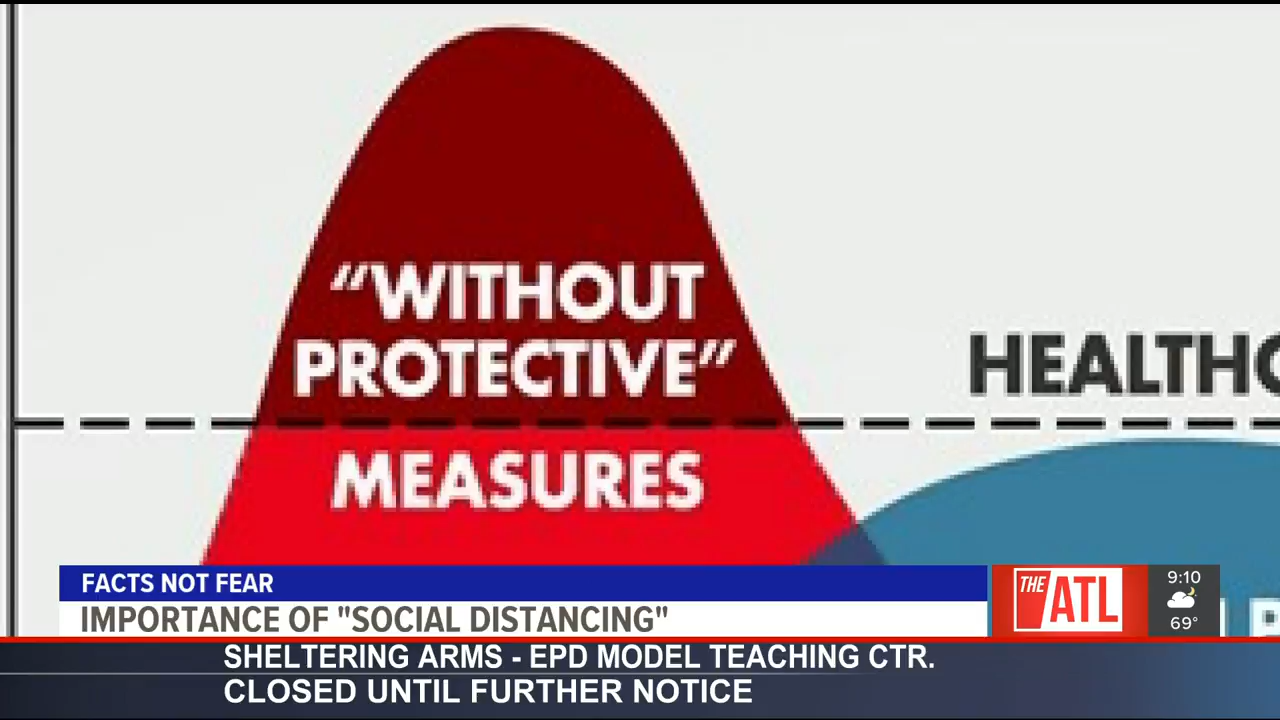 “WITHOUT
PROTECTIVE”
MEASURES
HEALTHC
FACTS NOT FEAR
IMPORTANCE OF "SOCIAL DISTANCING"
THE ATL
9:10
69°
SHELTERING ARMS - EPD MODEL TEACHING CTR.
CLOSED UNTIL FURTHER NOTICE